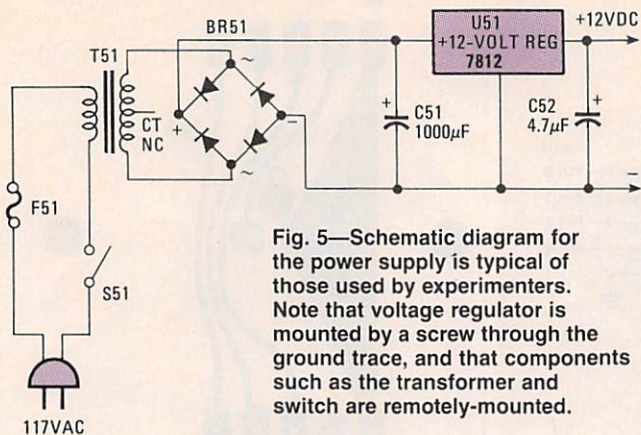 BR51
U51
+12-VOLT REG
7812
+12VDC
T51
~
CT
NC
+
−
~
+
C51
1000µF
C52
4.7µF
+
F51
S51
117VAC
−
Fig. 5—Schematic diagram for
the power supply is typical of
those used by experimenters.
Note that voltage regulator is
mounted by a screw through the
ground trace, and that components
such as the transformer and
switch are remotely-mounted.